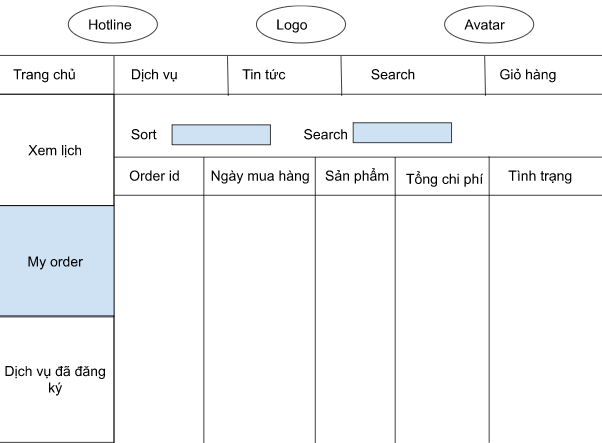 Hotline
Logo
Avatar
Trang chủ
Dịch vụ
Tin tức
Search
Giỏ hàng
Xem lịch
Sort
Search
Order id
Ngày mua hàng
Sản phẩm
Tổng chi phí
Tình trạng
My order
Dịch vụ đã đăng
ký